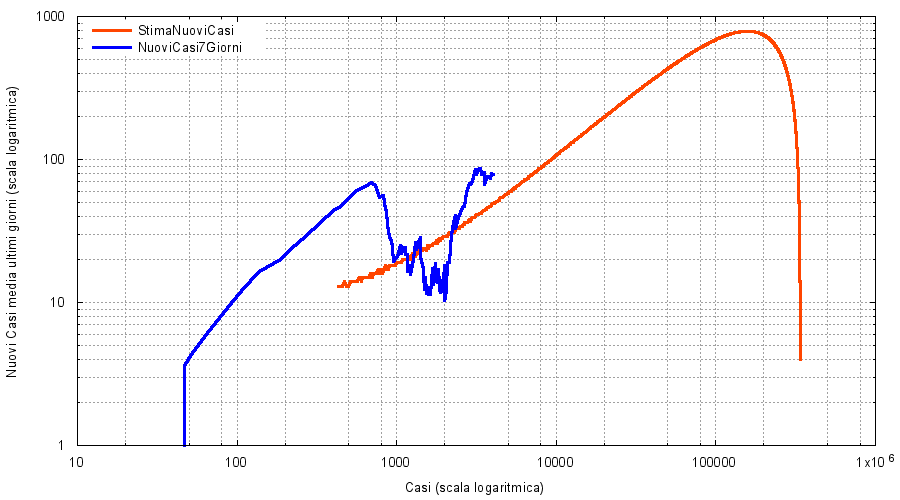 1000
100
10
1
StimaNuoviCasi
NuoviCasi7Giorni
Nuovi Casi media ultimi giorni (scala logaritmica)
10 100 1000 10000 100000 1x10 6
Casi (scala logaritmica)